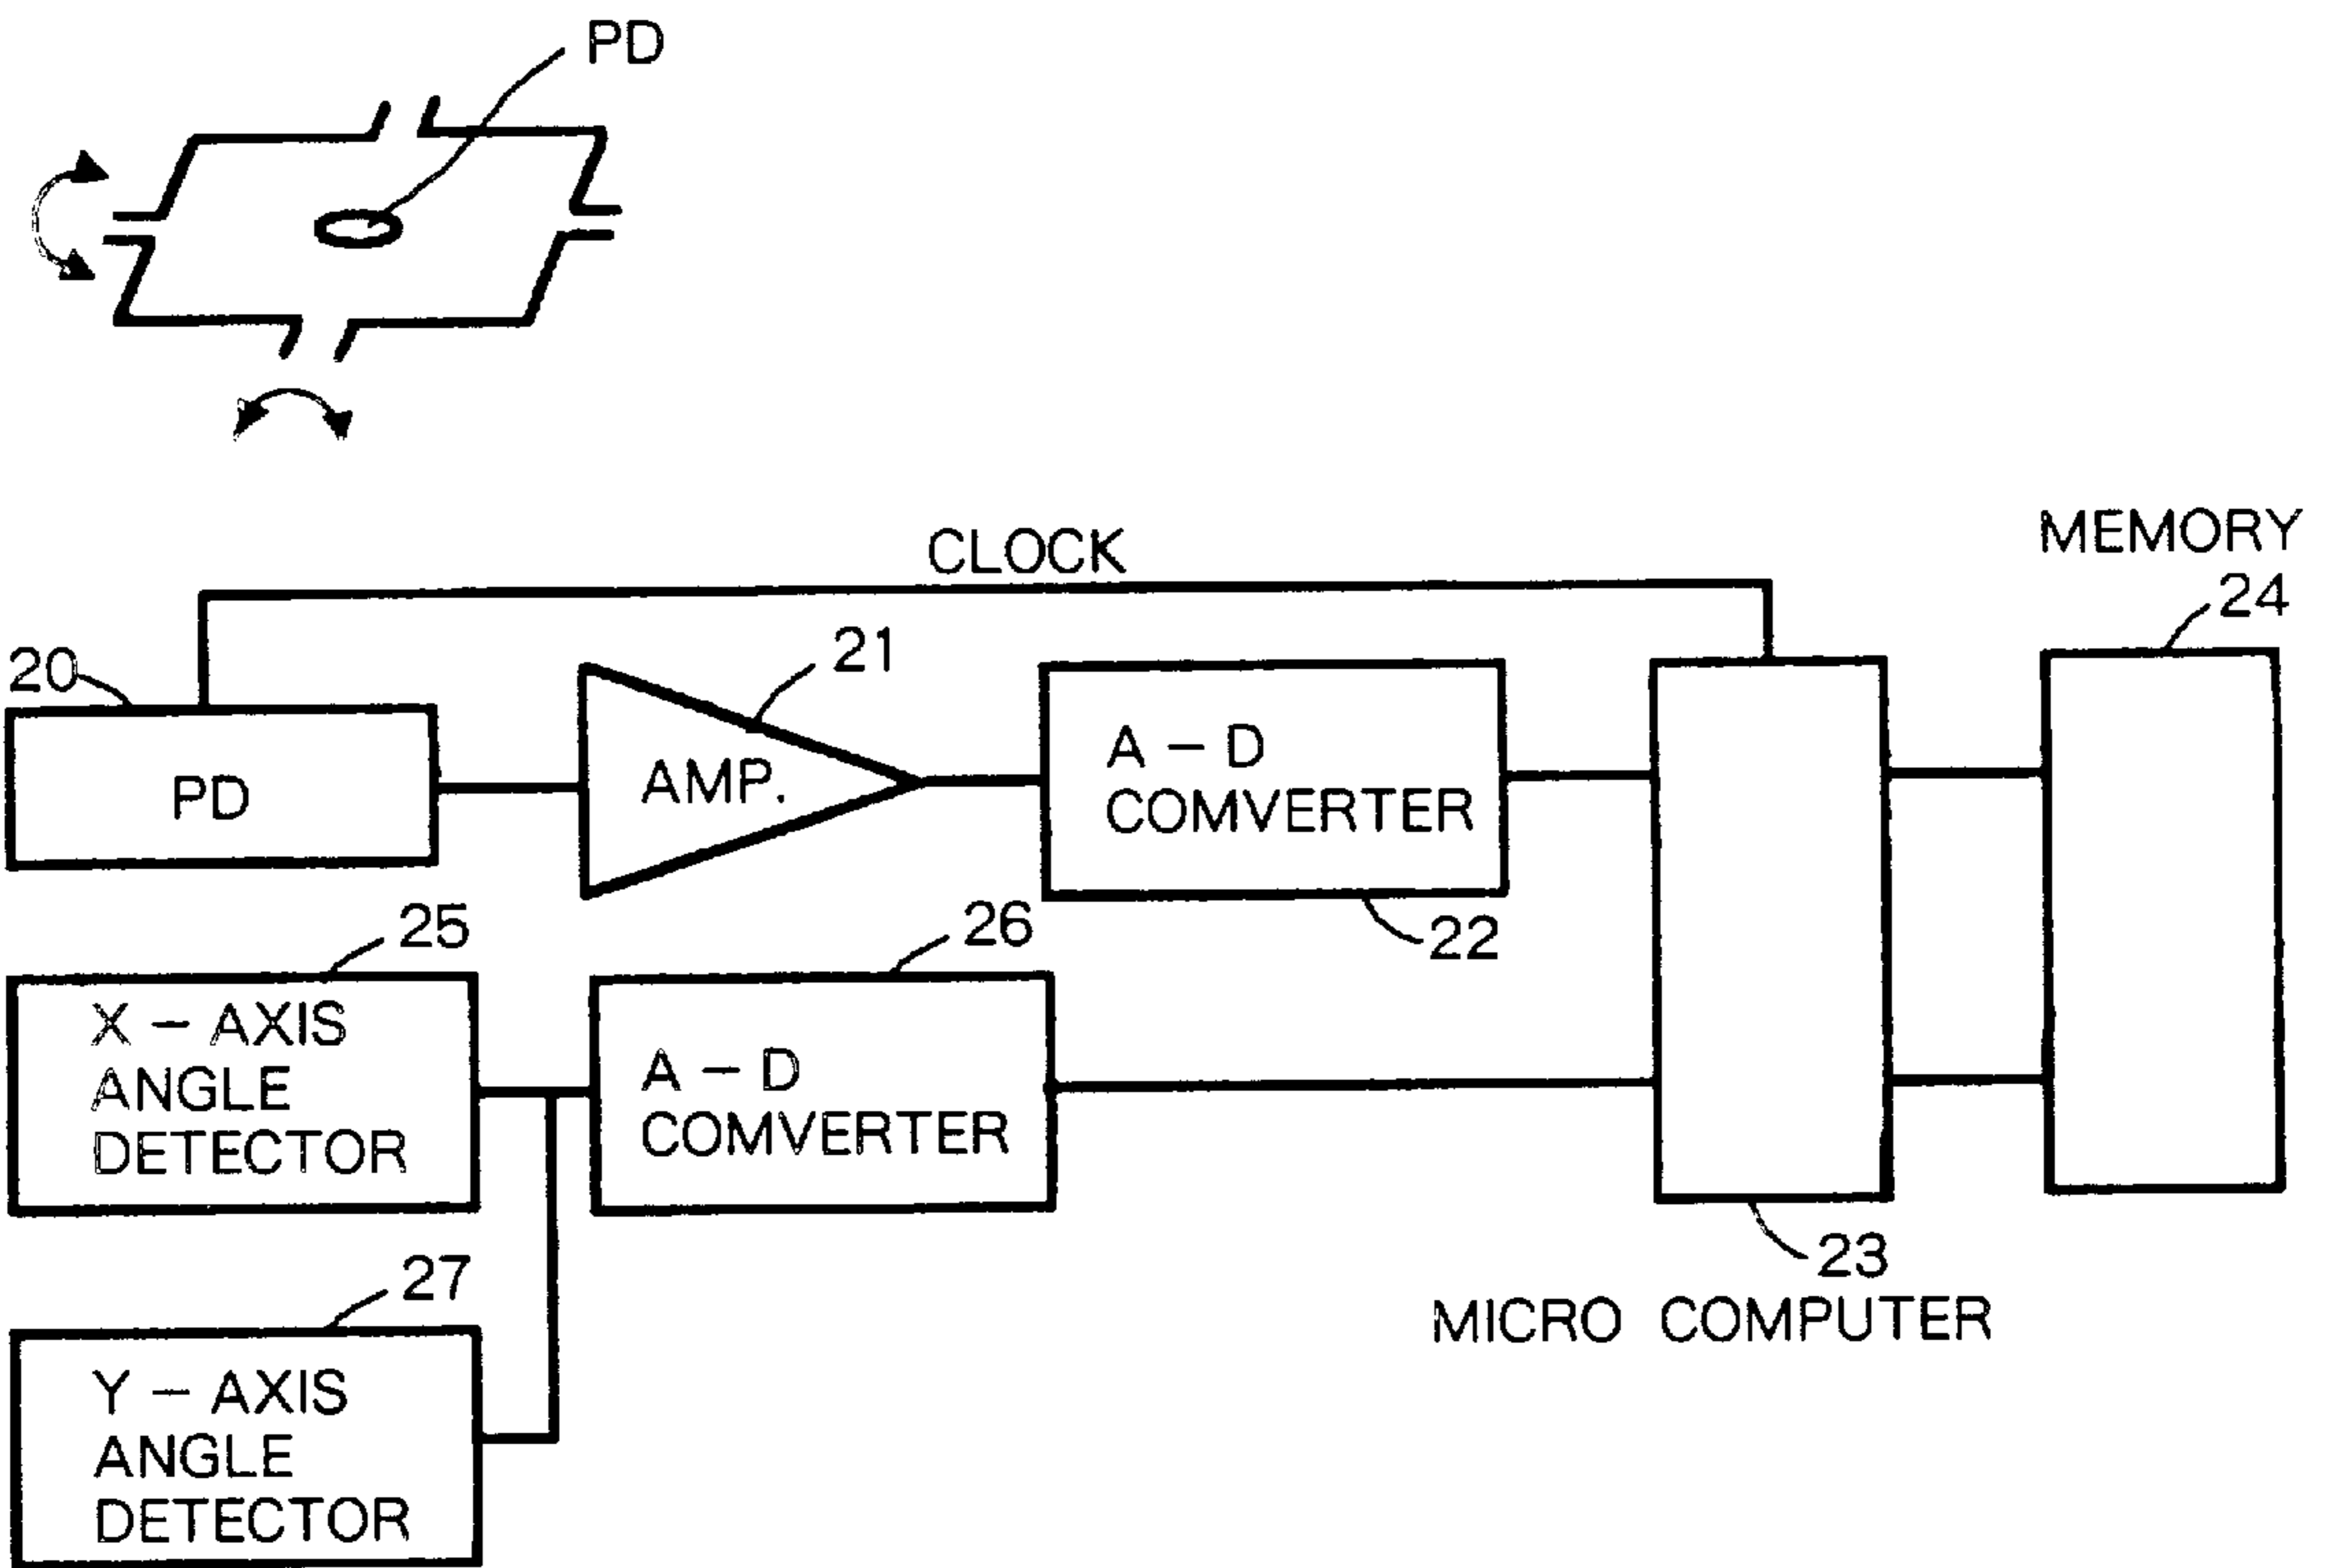 PD
CLOCK
MEMORY
24
20
21
PD
AMP.
A – D
COMVERTER
22
25
26
X – AXIS
ANGLE
DETECTOR
A – D
COMVERTER
23
MICRO COMPUTER
27
Y – AXIS
ANGLE
DETECTOR